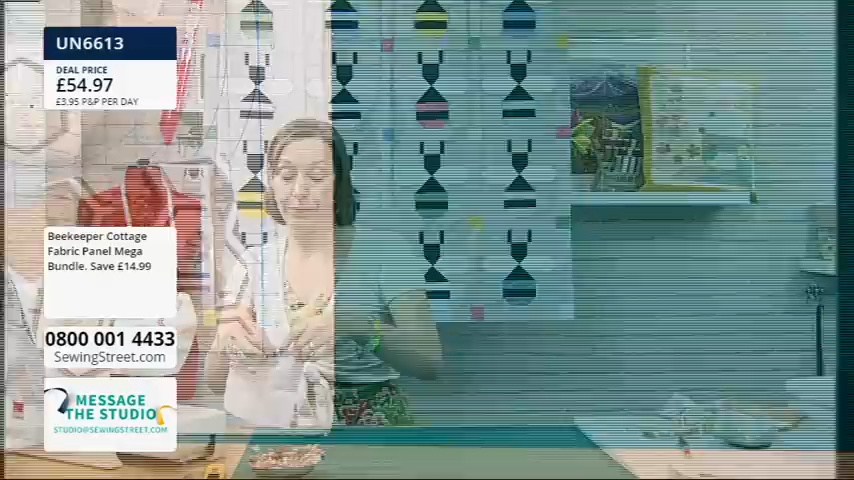 UN6613
DEAL PRICE
£54.97
£3.95 P&P PER DAY
Beekeeper Cottage
Fabric Panel Mega
Bundle. Save £14.99
0800 001 4433
SewingStreet.com
MESSAGE
THE STUDIO
STUDIO@SEWINGSTREET.COM